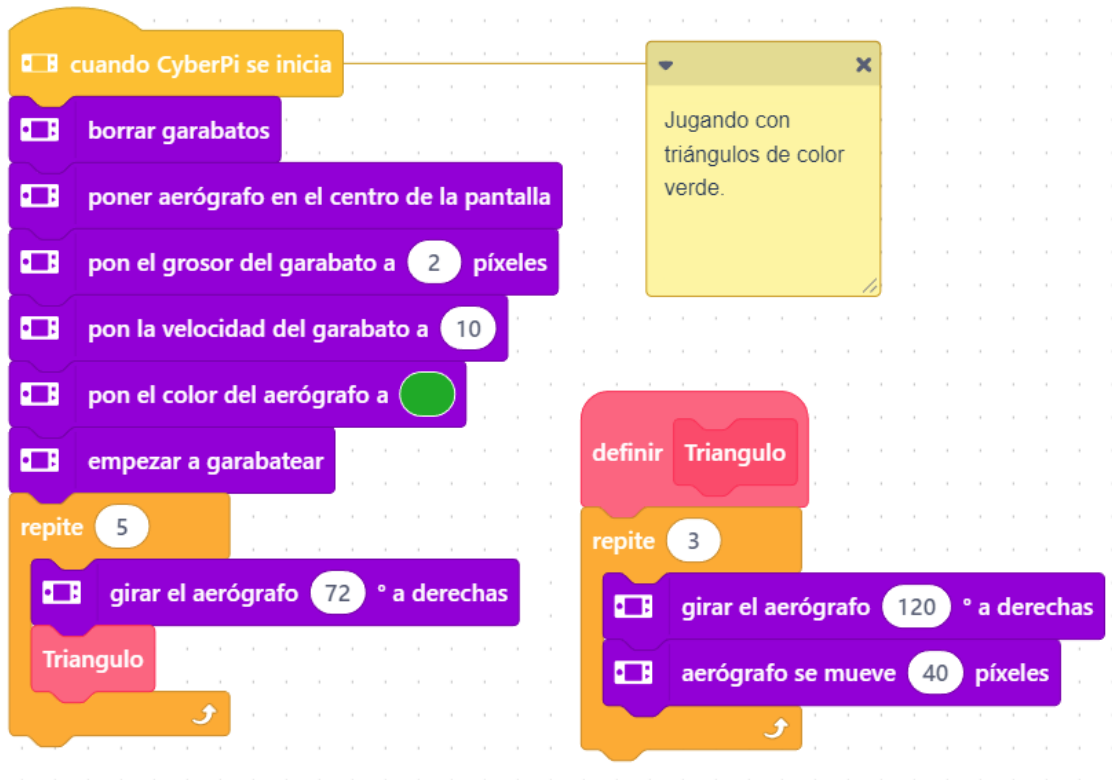 cuando CyberPi se inicia
borrar garabatos
poner aerógrafo en el centro de la pantalla
pon el grosor del garabato a 2 píxeles
pon la velocidad del garabato a 10
pon el color del aerógrafo a
empezar a garabatear
repite 5
girar el aerógrafo 72 ° a derechas
Triangulo
Jugando con
triángulos de color
verde.
definir Triangulo
repite 3
girar el aerógrafo 120 ° a derechas
aerógrafo se mueve 40 píxeles